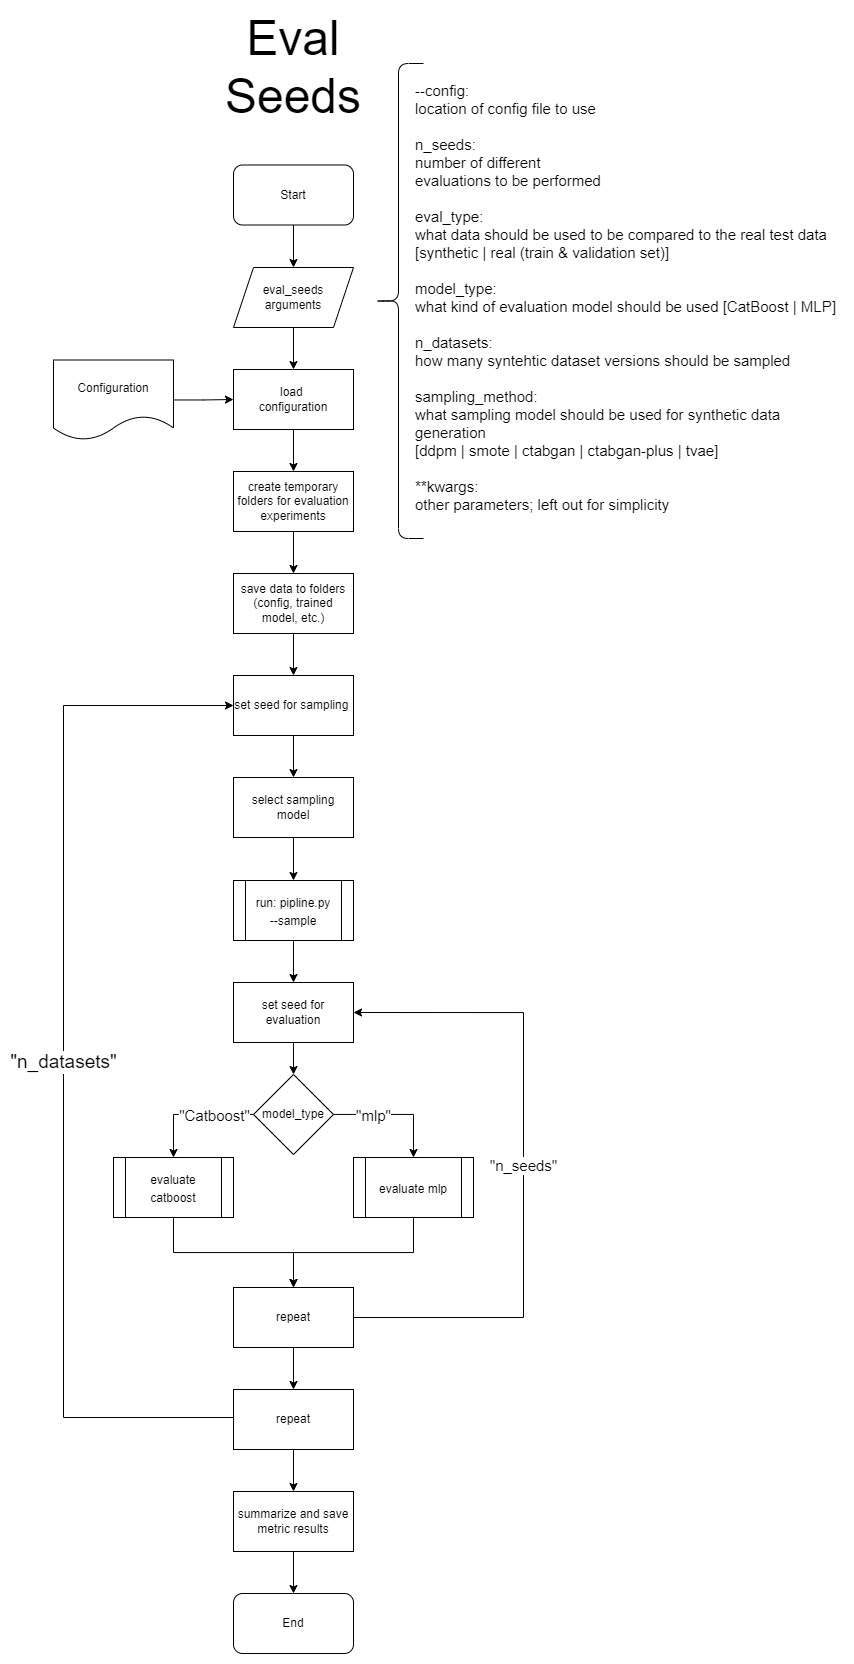 Eval
Seeds
--config:
location of config file to use
n_seeds:
number of different
evaluations to be performed
eval_type:
what data should be used to be compared to the real test data
[synthetic | real (train & validation set)]
model_type:
what kind of evaluation model should be used [CatBoost | MLP]
n_datasets:
how many syntehtic dataset versions should be sampled
sampling_method:
what sampling model should be used for synthetic data
generation
[ddpm | smote | ctabgan | ctabgan-plus | tvae]
**kwargs:
other parameters; left out for simplicity
Start
eval_seeds
arguments
Configuration
load
configuration
create temporary
folders for evaluation
experiments
save data to folders
(config, trained
model, etc.)
set seed for sampling
select sampling
model
run: pipline.py
--sample
set seed for
evaluation
"n_datasets"
"Catboost"
model_type
"mlp"
"n_seeds"
evaluate
catboost
evaluate mlp
repeat
repeat
summarize and save
metric results
End